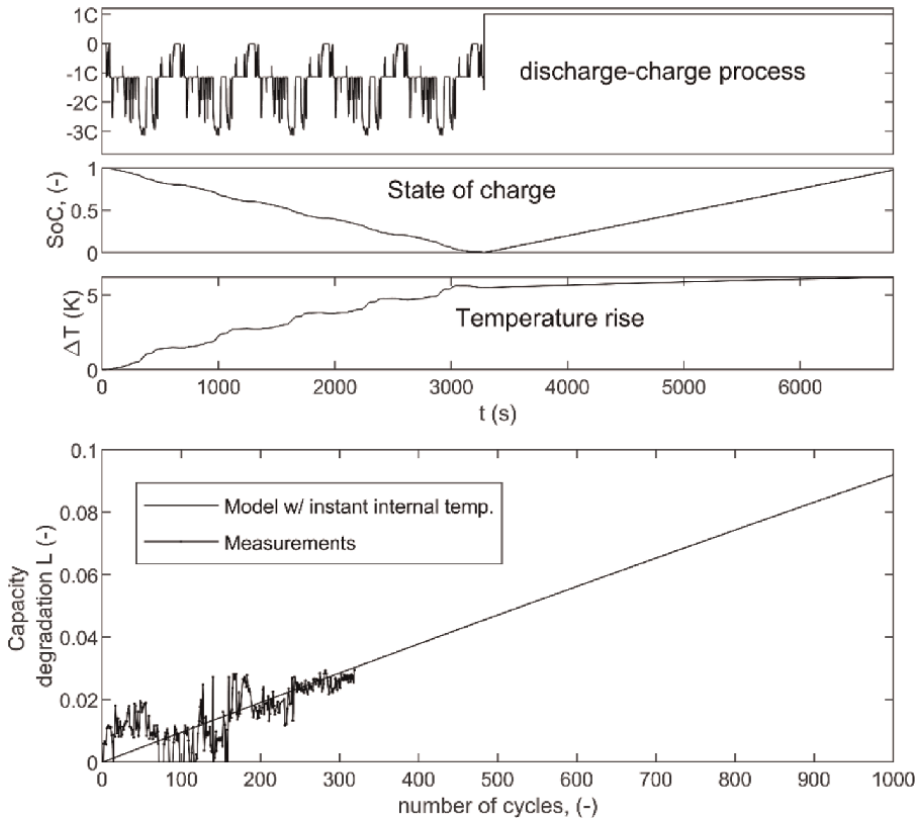 1C
0
-1C
-2C
-3C
discharge-charge process
1
0.5
0
SoC, (-)
State of charge
5
0
ΔT (K)
Temperature rise
0 1000 2000 3000 4000 5000 6000
t (s)
0.1
0.08
0.06
0.04
0.02
0
Capacity
degradation L (-)
Model w/ instant internal temp.
Measurements
0 100 200 300 400 500 600 700 800 900 1000
number of cycles, (-)